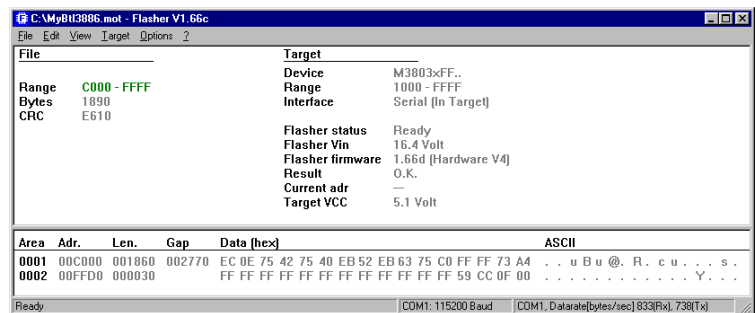 C:\MyBtl3886.mot - Flasher V1.66c
File Edit View Target Options ?
File Target
Device M3803xFF..
Range C000 - FFFF Range 1000 - FFFF
Bytes 1890 Interface Serial (In Target)
CRC E610
Flasher status Ready
Flasher Vin 16.4 Volt
Flasher firmware 1.66d (Hardware V4)
Result O.K.
Current adr —
Target VCC 5.1 Volt
Area Adr. Len. Gap Data (hex) ASCII
0001 00C000 001860 002770 EC 0E 75 42 75 40 EB 52 EB 63 75 C0 FF FF 73 A4 . . u B u @. R. c u . . . s .
0002 00FFD0 000030 FF FF FF FF FF FF FF FF FF FF FF FF 59 CC 0F 00 . . . . . . . . . . . . Y . . .
Ready COM1: 115200 Baud COM1, Datarate[bytes/sec] 833(Rx), 738(Tx)